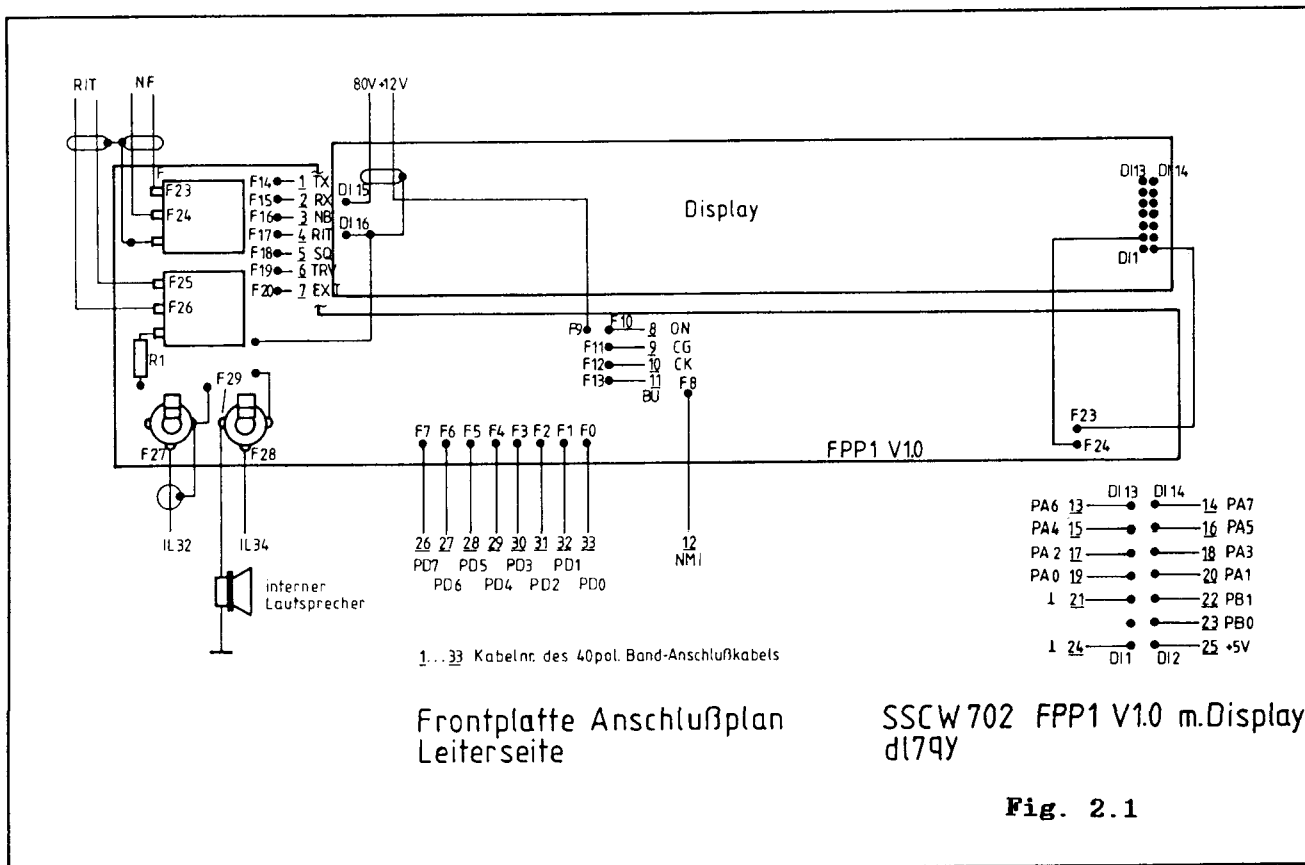 RIT NF 80V +12V
F23
F24
F25
F26
R1
F14 1 TX
F15 2 RX
F16 3 NB
F17 4 RIT
F18 5 SQ
F19 6 TRV
F20 7 EXT
DI 15
DI 16
Display
DI13 DI14
DI1
F9 F10 8 ON
F11 9 CG
F12 10 CK
F13 11 BU
F8
F29
F27
F28
F7 F6 F5 F4 F3 F2 F1 F0
FPP1 V1.0
F23
F24
IL32 IL34
interner
Lautsprecher
26 27 28 29 30 31 32 33
PD7 PD6 PD5 PD4 PD3 PD2 PD1 PD0
12
NMI
DI13 DI14
PA6 13 14 PA7
PA4 15 16 PA5
PA2 17 18 PA3
PA0 19 20 PA1
⊥ 21 22 PB1
23 PB0
⊥ 24 25 +5V
DI1 DI2
1...33 Kabelnr. des 40pol. Band-Anschlußkabels
Frontplatte Anschlußplan
Leiterseite
SSCW 702 FPP1 V1.0 m.Display
dl7qy
Fig. 2.1